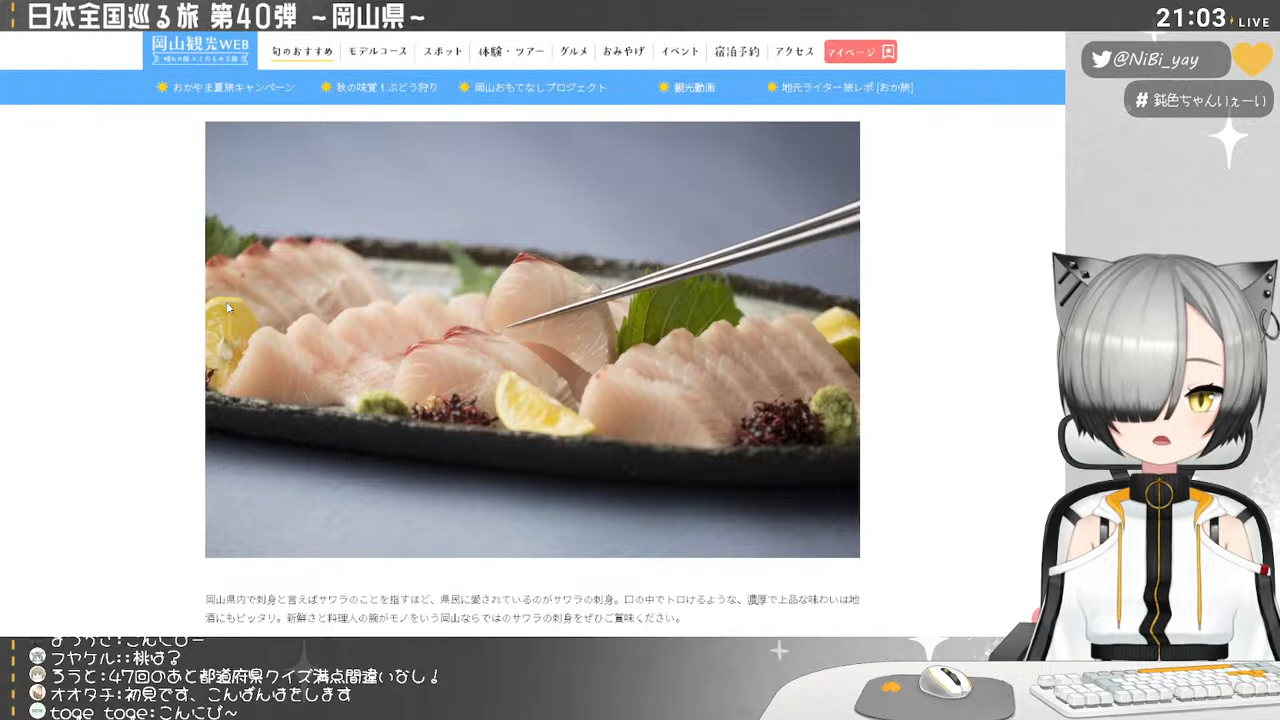 日本全国巡る旅 第40弾 ~岡山県~
21:03 LIVE
岡山観光WEB
旬のおすすめ モデルコース スポット 体験・ツアー グルメ おみやげ イベント 宿泊予約 アクセス マイページ
@NiBi_yay
おかやま夏旅キャンペーン 秋の味覚!ぶどう狩り 岡山おもてなしプロジェクト 観光動画 地元ライター旅レポ [おか旅]
# 鈍色ちゃんいぇーい
岡山県内で刺身と言えばサワラのことを指すほど、県民に愛されているのがサワラの刺身。口の中でトロけるような、濃厚で上品な味わいは地
酒にもピッタリ。新鮮さと料理人の腕がモノをいう岡山ならではのサワラの刺身をぜひご賞味ください。
:こんにびー
フヤケル::桃は?
ろっと:47回のあと都道府県クイズ満点間違いなし!
オオタチ:初見です、こんばんはをします
toge toge:こんにび~